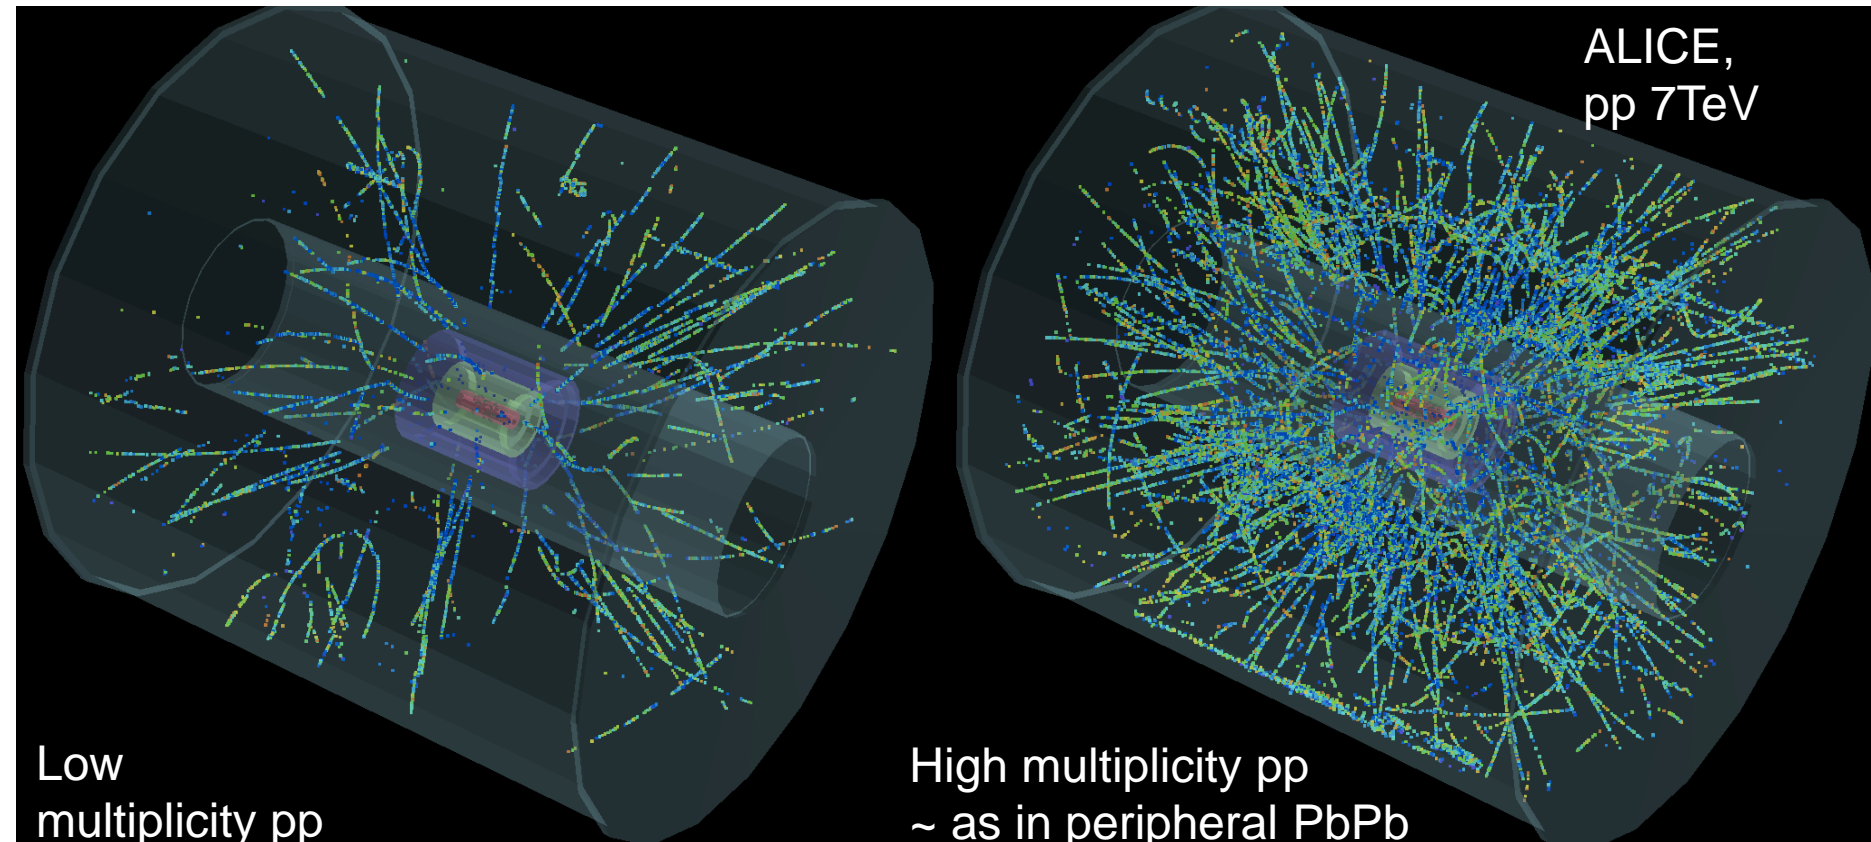 ALICE,
pp 7TeV
Low
multiplicity pp
High multiplicity pp
~ as in peripheral PbPb